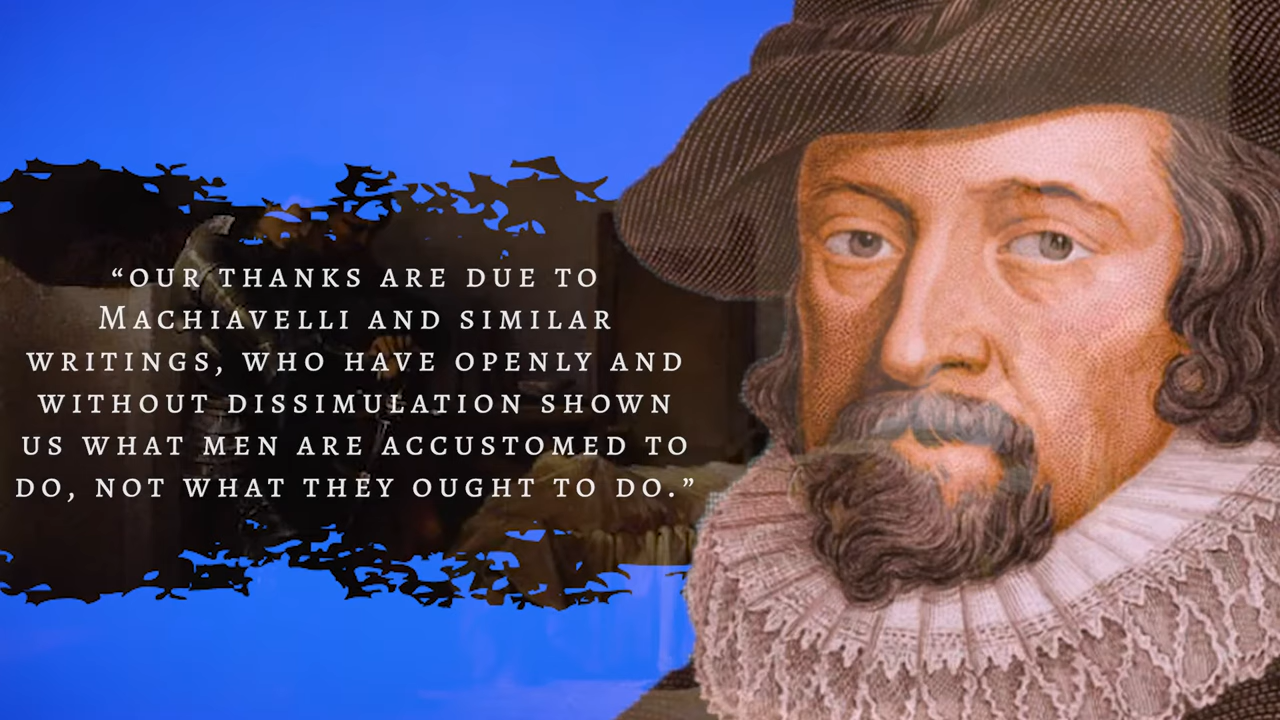 “OUR THANKS ARE DUE TO
MACHIAVELLI AND SIMILAR
WRITINGS, WHO HAVE OPENLY AND
WITHOUT DISSIMULATION SHOWN
US WHAT MEN ARE ACCUSTOMED TO
DO, NOT WHAT THEY OUGHT TO DO.”